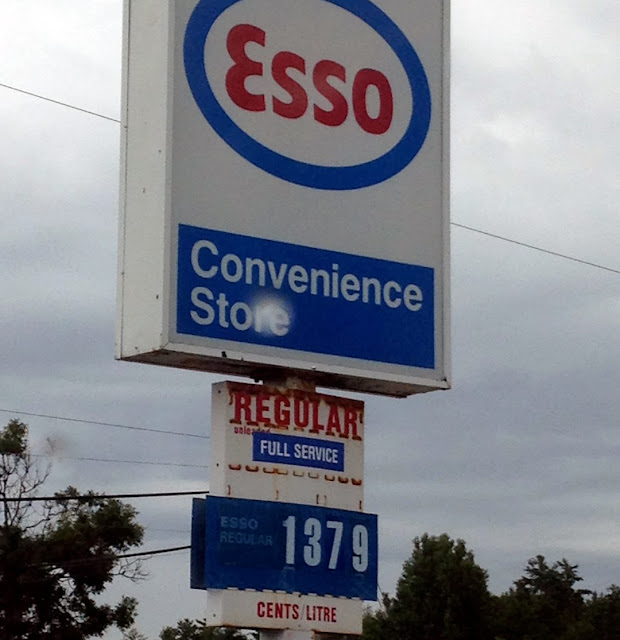 Esso
Convenience
Store
REGULAR
unleaded
FULL SERVICE
ESSO
REGULAR
1379
CENTS/LITRE